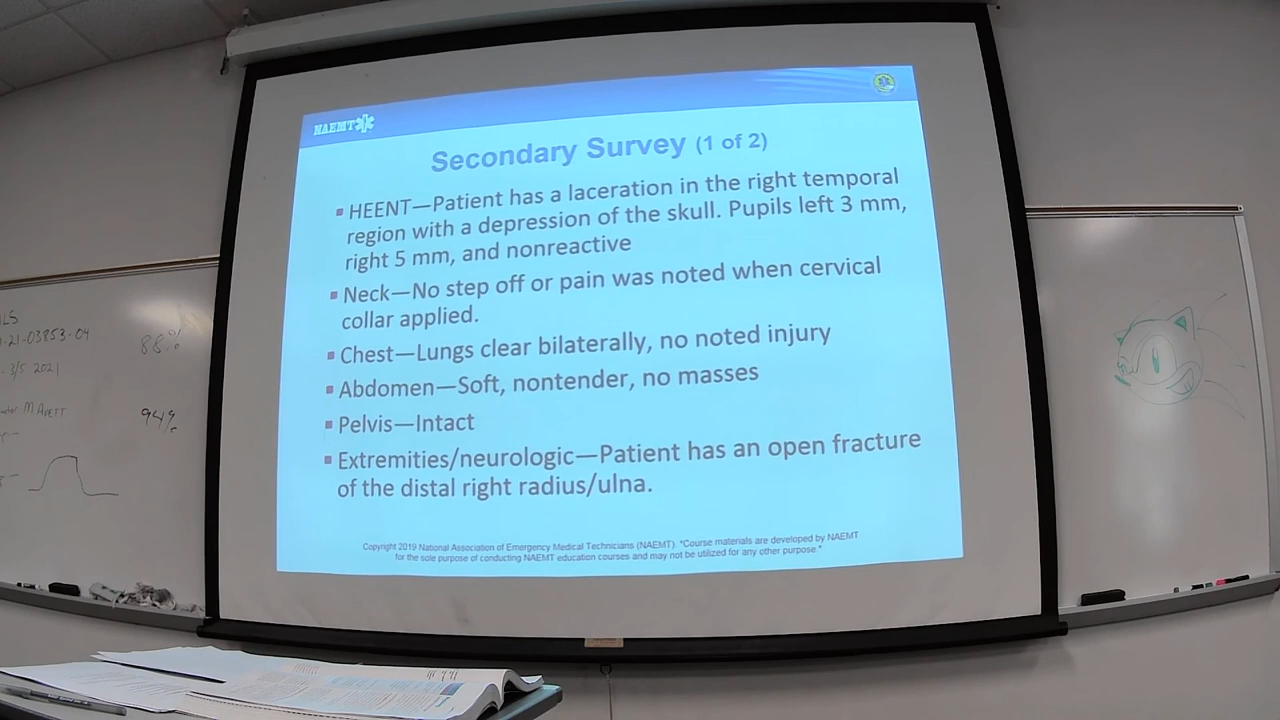 NAEMT
Secondary Survey (1 of 2)
▪ HEENT—Patient has a laceration in the right temporal
region with a depression of the skull. Pupils left 3 mm,
right 5 mm, and nonreactive
▪ Neck—No step off or pain was noted when cervical
collar applied.
▪ Chest—Lungs clear bilaterally, no noted injury
▪ Abdomen—Soft, nontender, no masses
▪ Pelvis—Intact
▪ Extremities/neurologic—Patient has an open fracture
of the distal right radius/ulna.
Copyright 2019 National Association of Emergency Medical Technicians (NAEMT). "Course materials are developed by NAEMT
for the sole purpose of conducting NAEMT education courses and may not be utilized for any other purpose."
LS
-21-03853-04
88%
3/5 2021
M AVETT
94%